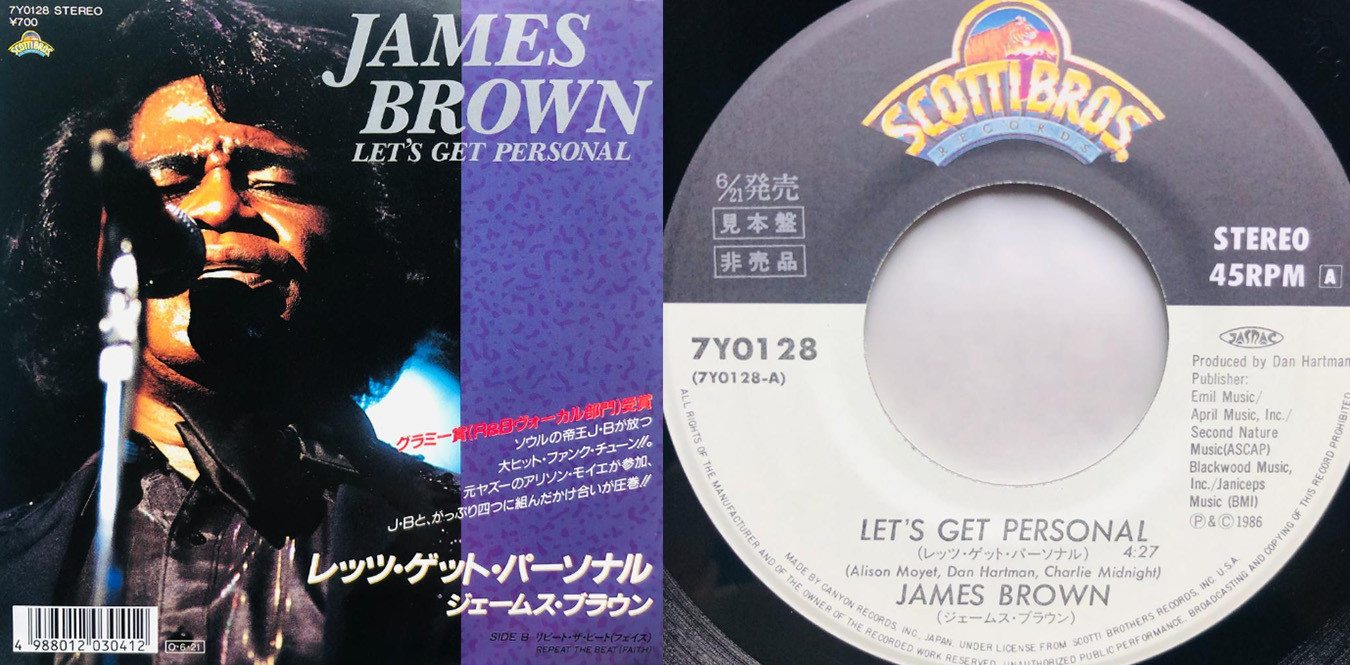 7Y0128 STEREO
¥700
SCOTTI BROS.
JAMES
BROWN
LET'S GET PERSONAL
グラミー賞(R&Bヴォーカル部門)受賞
ソウルの帝王J・Bが放つ
大ヒット・ファンク・チューン!!。
元ヤズーのアリソン・モイエが参加、
J・Bと、がっぷり四つに組んだかけ合いが圧巻!!
レッツ・ゲット・パーソナル
ジェームス・ブラウン
SIDE B リピート・ザ・ビート(フェイス)
REPEAT THE BEAT (FAITH)
4 988012 030412
O-6・21
SCOTTI BROS.
RECORDS
6/21発売
見本盤
非売品
STEREO
45RPM A
7Y0128
(7Y0128-A)
JASRAC
Produced by Dan Hartman
Publisher:
Emil Music/
April Music, Inc./
Second Nature
Music(ASCAP)
Blackwood Music,
Inc./Janiceps
Music (BMI)
Ⓟ&Ⓒ1986
LET'S GET PERSONAL
(レッツ・ゲット・パーソナル) 4:27
(Alison Moyet, Dan Hartman, Charlie Midnight)
JAMES BROWN
(ジェームス・ブラウン)
MADE BY CANYON RECORDS, INC. JAPAN. UNDER LICENSE FROM SCOTTI BROTHERS RECORDS, INC. U.S.A.
ALL RIGHTS OF THE MANUFACTURER AND OF THE OWNER OF THE RECORDED WORK RESERVED. UNAUTHORIZED PUBLIC PERFORMANCE, BROADCASTING AND COPYING OF THIS RECORD PROHIBITED